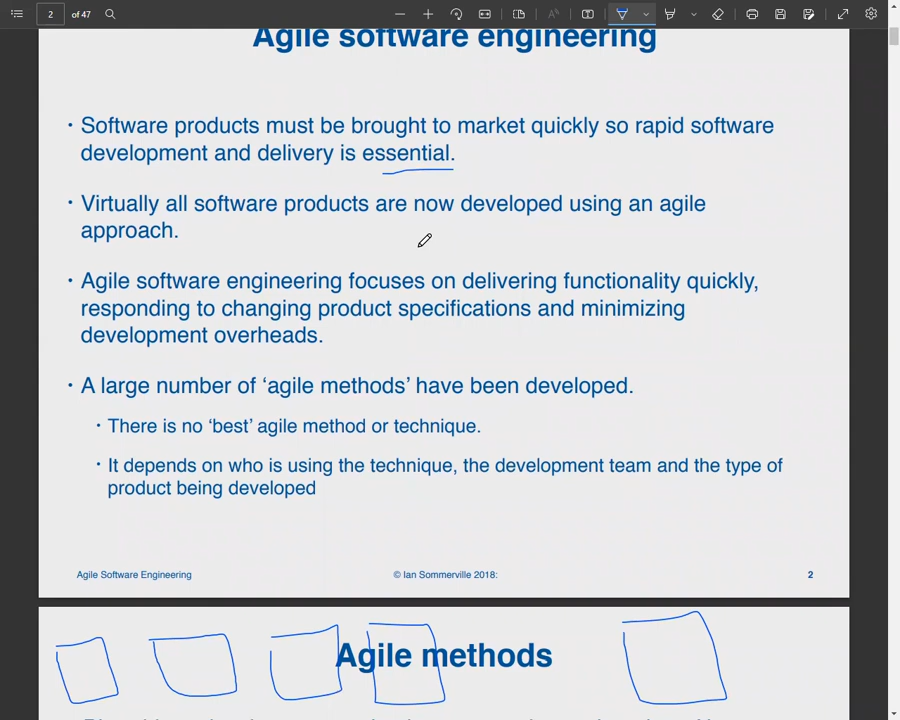 2 of 47
Agile software engineering
• Software products must be brought to market quickly so rapid software
development and delivery is essential.
• Virtually all software products are now developed using an agile
approach.
• Agile software engineering focuses on delivering functionality quickly,
responding to changing product specifications and minimizing
development overheads.
• A large number of ‘agile methods’ have been developed.
• There is no ‘best’ agile method or technique.
• It depends on who is using the technique, the development team and the type of
product being developed
Agile Software Engineering © Ian Sommerville 2018: 2
Agile methods